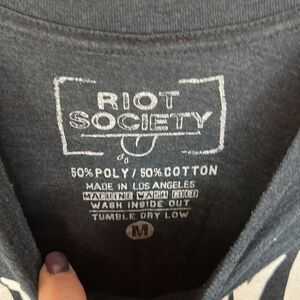 RIOT
SOCIETY
50% POLY / 50% COTTON
MADE IN LOS ANGELES
MACHINE WASH COLD
WASH INSIDE OUT
TUMBLE DRY LOW
M